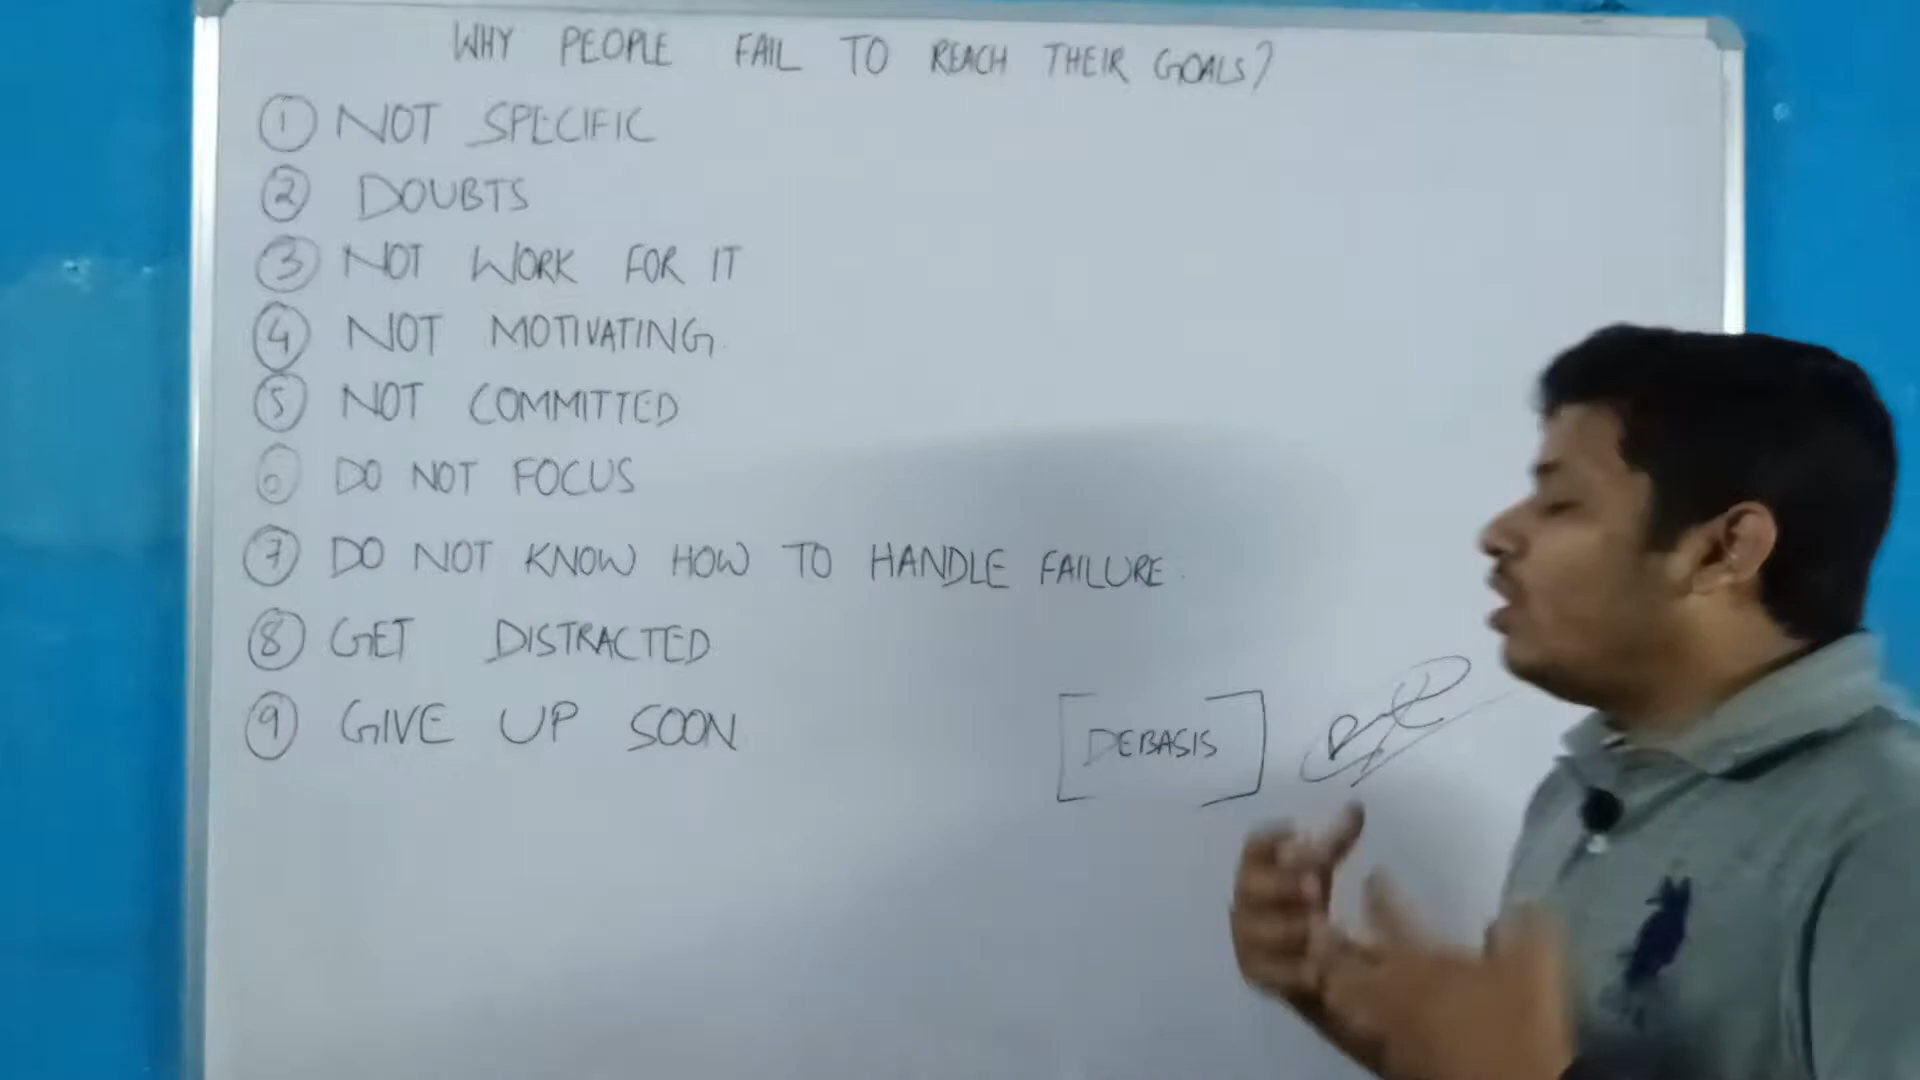 WHY PEOPLE FAIL TO REACH THEIR GOALS?
① NOT SPECIFIC
② DOUBTS
③ NOT WORK FOR IT
④ NOT MOTIVATING
⑤ NOT COMMITTED
⑥ DO NOT FOCUS
⑦ DO NOT KNOW HOW TO HANDLE FAILURE
⑧ GET DISTRACTED
⑨ GIVE UP SOON
[DEBASIS]